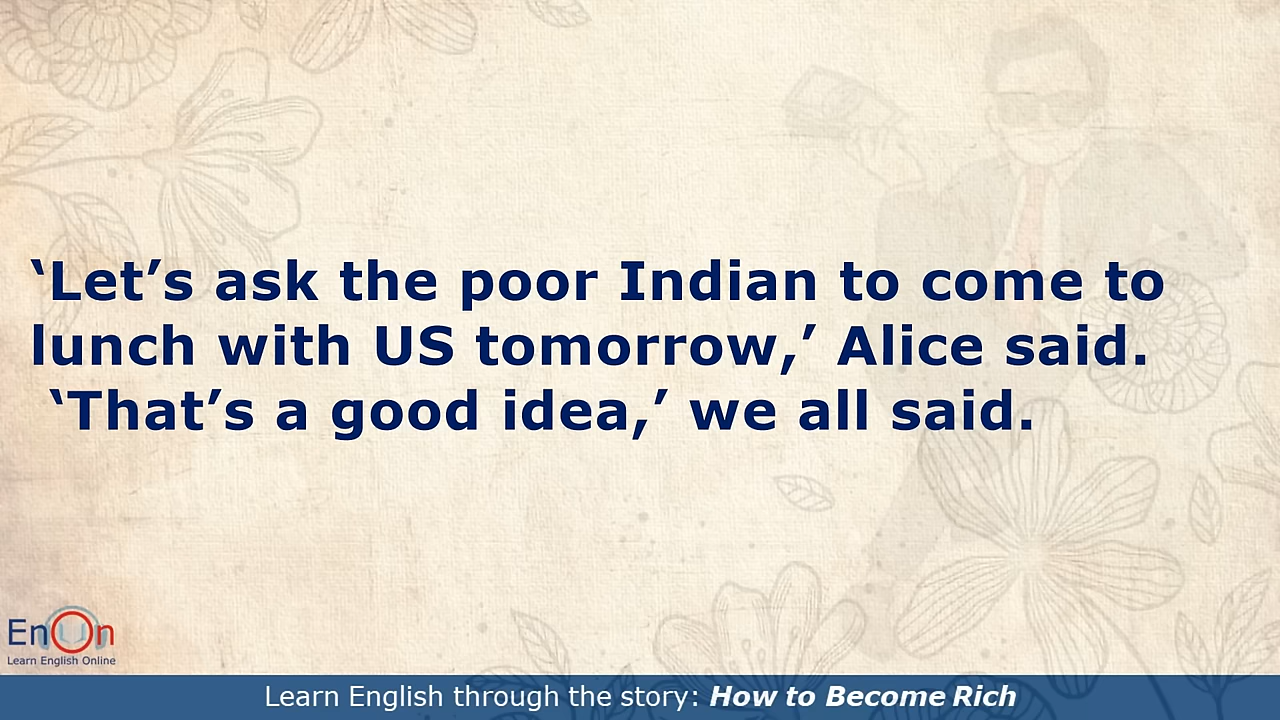 ‘Let’s ask the poor Indian to come to
lunch with US tomorrow,’ Alice said.
‘That’s a good idea,’ we all said.
EnOn
Learn English Online
Learn English through the story: How to Become Rich